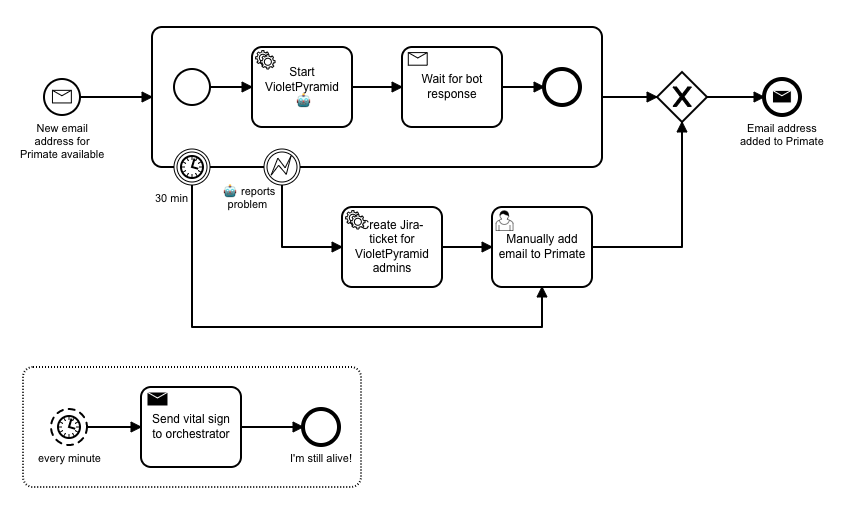 Start
VioletPyramid
Wait for bot
response
New email
address for
Primate available
Email address
added to Primate
30 min
reports
problem
Create Jira-
ticket for
VioletPyramid
admins
Manually add
email to Primate
Send vital sign
to orchestrator
every minute
I'm still alive!